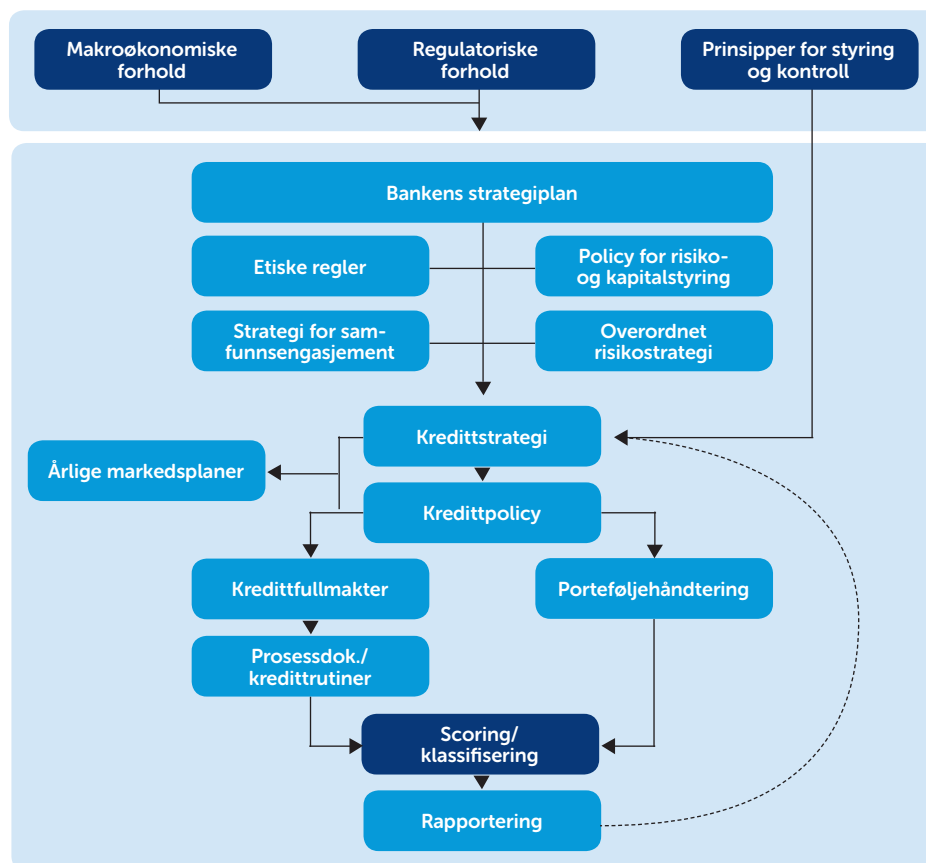 Makroøkonomiske
forhold
Regulatoriske
forhold
Prinsipper for styring
og kontroll
Bankens strategiplan
Etiske regler
Policy for risiko-
og kapitalstyring
Strategi for sam-
funnsengasjement
Overordnet
risikostrategi
Kredittstrategi
Årlige markedsplaner
Kredittpolicy
Kredittfullmakter
Porteføljehåndtering
Prosessdok./
kredittrutiner
Scoring/
klassifisering
Rapportering